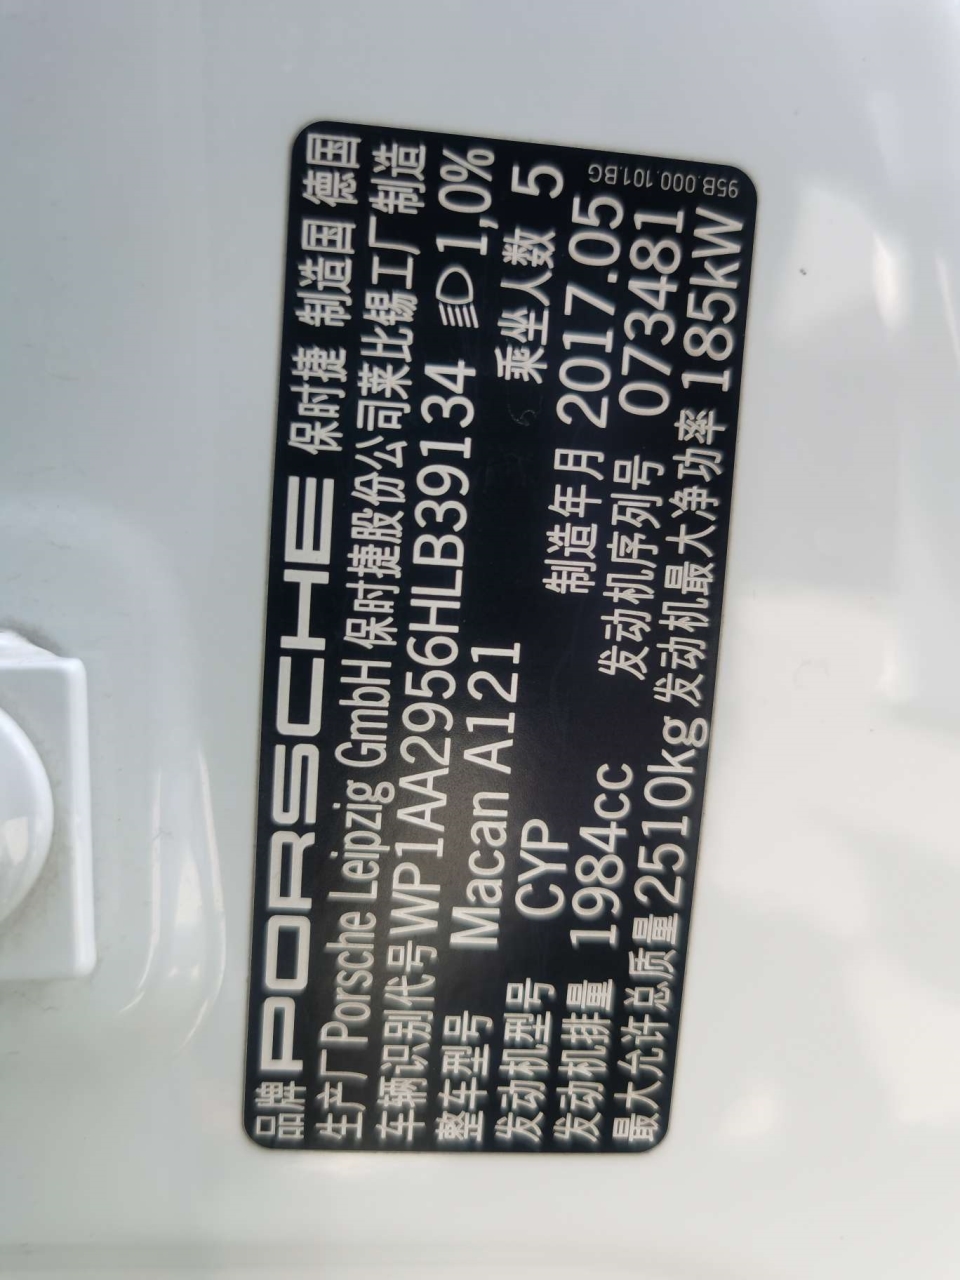 品牌 PORSCHE 保时捷 制造国 德国
生产厂 Porsche Leipzig GmbH 保时捷股份公司莱比锡工厂制造
车辆识别代号 WP1AA2956HLB39134 1,0%
整车型号 Macan A121 乘坐人数 5
发动机型号 CYP 制造年月 2017.05
发动机排量 1984cc 发动机序列号 073481
最大允许总质量 2510kg 发动机最大净功率 185kW
95B.000.101.BG